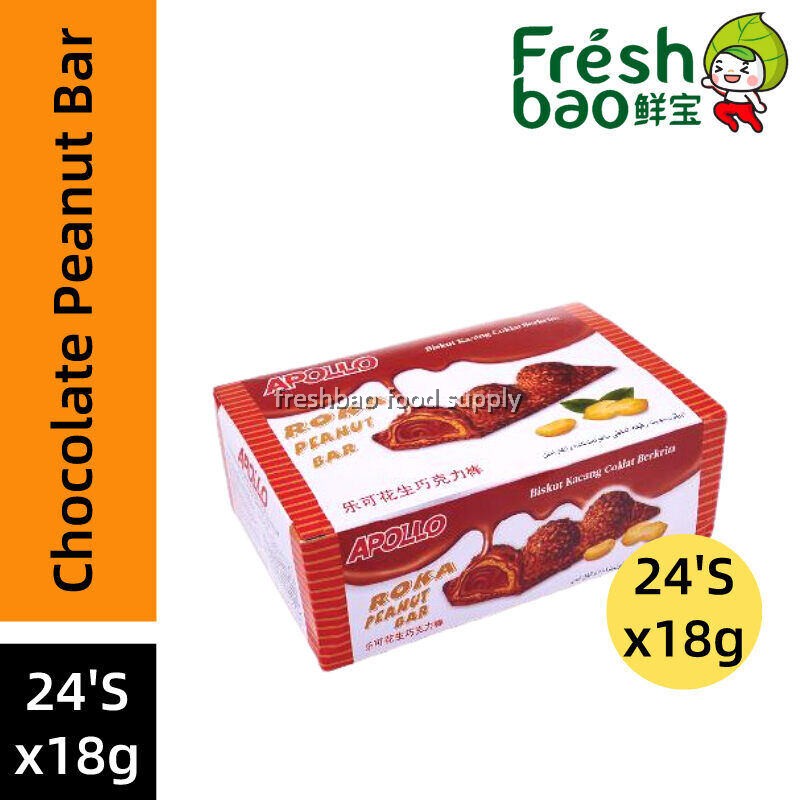 Chocolate Peanut Bar
24'S
x18g
Frésh
bao鲜宝
APOLLO
Biskut Kacang Coklat Berkrim
ROKA
PEANUT
BAR
乐可花生巧克力棒
freshbao food supply
APOLLO
Biskut Kacang Coklat Berkrim
ROKA
PEANUT
BAR
乐可花生巧克力棒
APOLLO
24'S
x18g